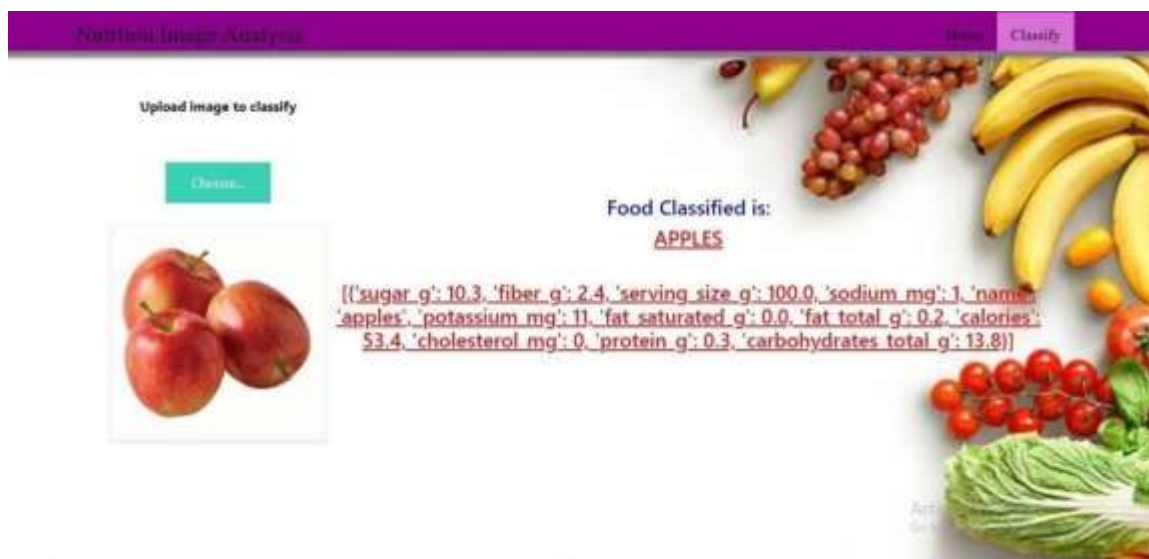 Nutrition Image Analysis
Home
Classify
Upload image to classify
Choose...
Food Classified is:
APPLES
[{'sugar_g': 10.3, 'fiber_g': 2.4, 'serving_size_g': 100.0, 'sodium_mg': 1, 'name':
'apples', 'potassium_mg': 11, 'fat_saturated_g': 0.0, 'fat_total_g': 0.2, 'calories':
53.4, 'cholesterol_mg': 0, 'protein_g': 0.3, 'carbohydrates_total_g': 13.8}]